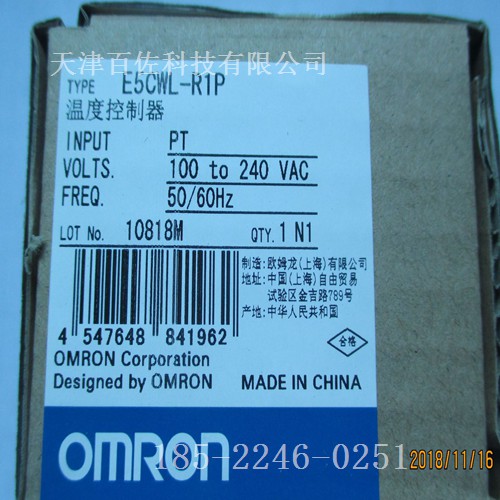 天津百佐科技有限公司
TYPE E5CWL-R1P
温度控制器
INPUT PT
VOLTS. 100 to 240 VAC
FREQ. 50/60Hz
LOT No. 10818M QTY. 1 N1
制造: 欧姆龙(上海)有限公司
地址: 中国(上海)自由贸易
试验区金吉路789号
产地: 中华人民共和国
4 547648 841962
合格
OMRON Corporation
Designed by OMRON MADE IN CHINA
OMRON
185-2246-0251
2018/11/16